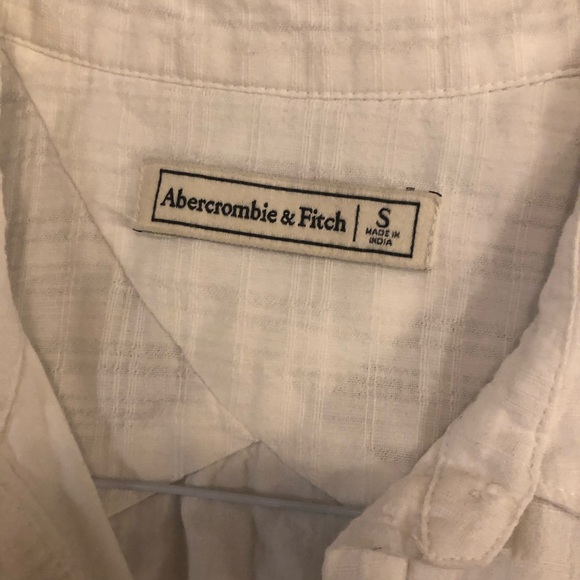 Abercrombie & Fitch
S
MADE IN
INDIA